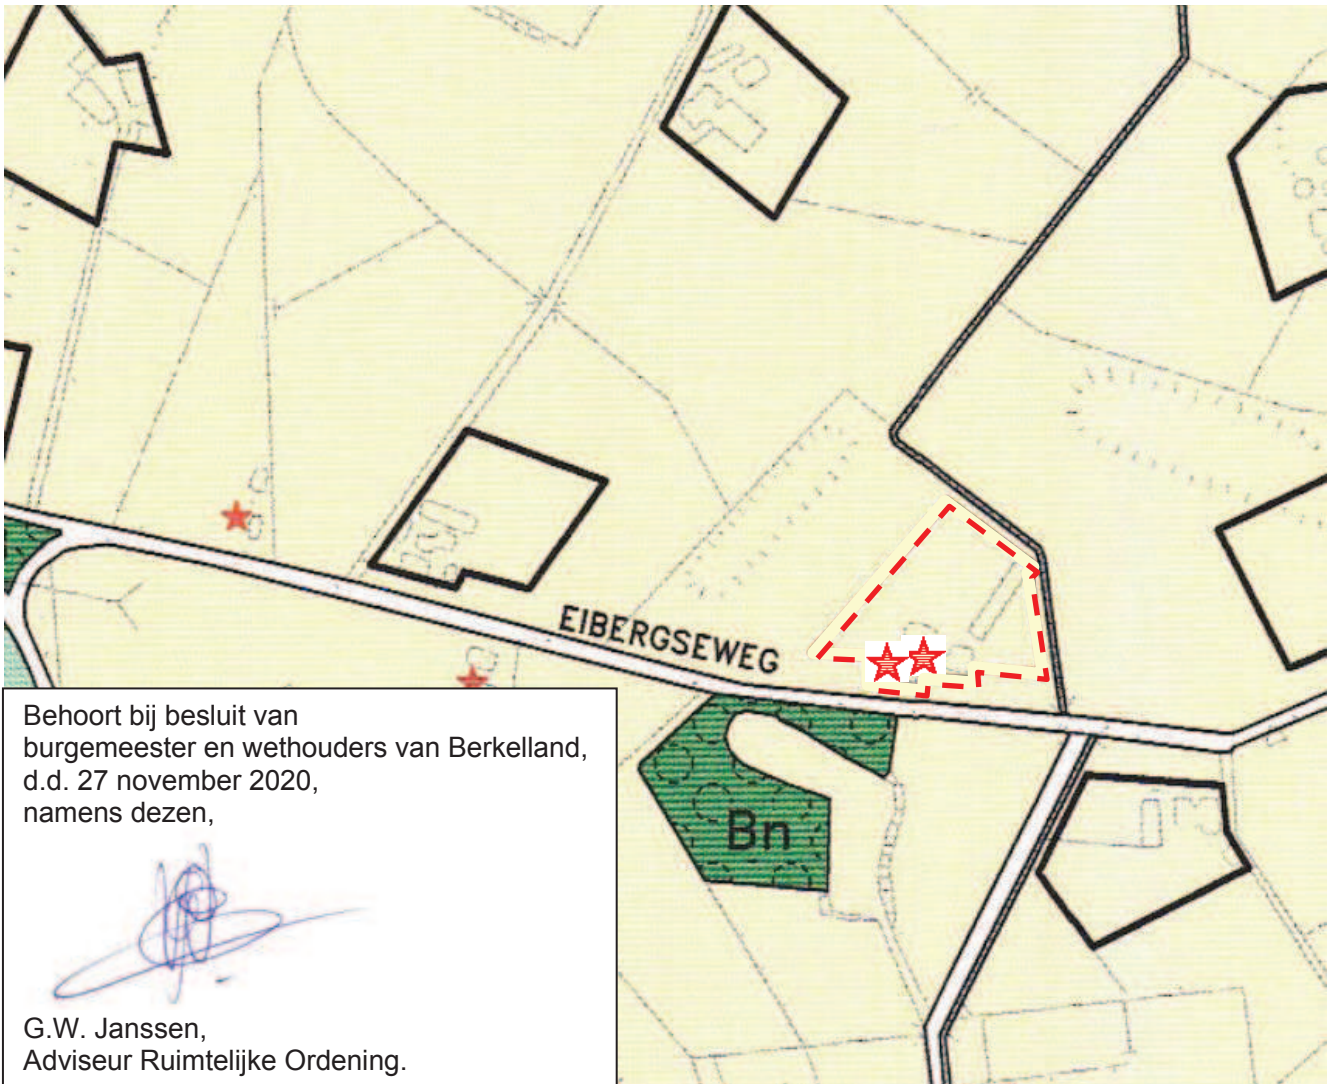 EIBERGSEWEG
Bn
Behoort bij besluit van
burgemeester en wethouders van Berkelland,
d.d. 27 november 2020,
namens dezen,
G.W. Janssen,
Adviseur Ruimtelijke Ordening.